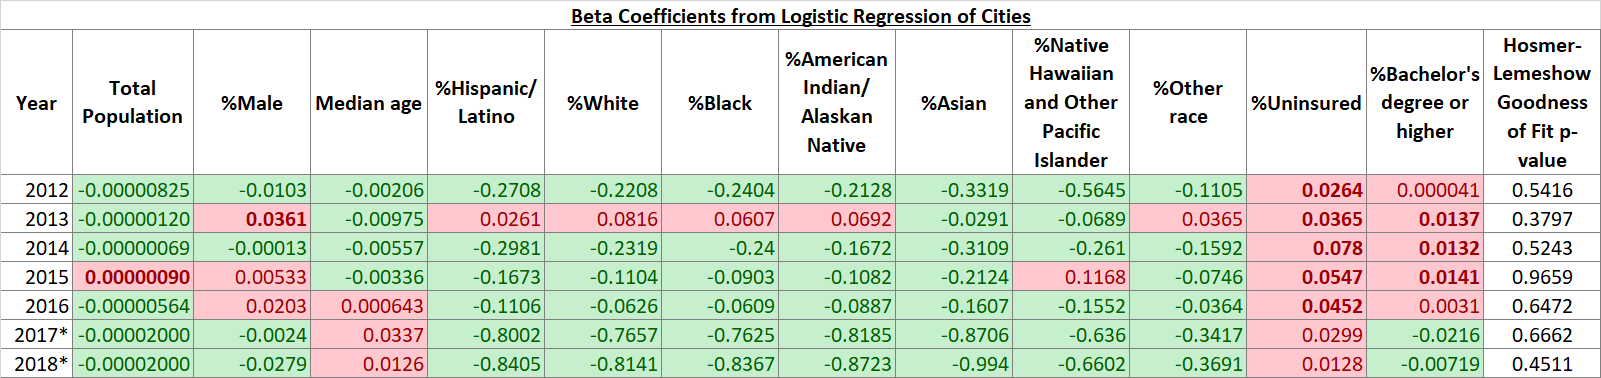 Beta Coefficients from Logistic Regression of Cities
Year Total Population %Male Median age %Hispanic/ Latino %White %Black %American Indian/ Alaskan Native %Asian %Native Hawaiian and Other Pacific Islander %Other race %Uninsured %Bachelor's degree or higher Hosmer-Lemeshow Goodness of Fit p-value
2012 -0.00000825 -0.0103 -0.00206 -0.2708 -0.2208 -0.2404 -0.2128 -0.3319 -0.5645 -0.1105 0.0264 0.000041 0.5416
2013 -0.00000120 0.0361 -0.00975 0.0261 0.0816 0.0607 0.0692 -0.0291 -0.0689 0.0365 0.0365 0.0137 0.3797
2014 -0.00000069 -0.00013 -0.00557 -0.2981 -0.2319 -0.24 -0.1672 -0.3109 -0.261 -0.1592 0.078 0.0132 0.5243
2015 0.00000090 0.00533 -0.00336 -0.1673 -0.1104 -0.0903 -0.1082 -0.2124 0.1168 -0.0746 0.0547 0.0141 0.9659
2016 -0.00000564 0.0203 0.000643 -0.1106 -0.0626 -0.0609 -0.0887 -0.1607 -0.1552 -0.0364 0.0452 0.0031 0.6472
2017* -0.00002000 -0.0024 0.0337 -0.8002 -0.7657 -0.7625 -0.8185 -0.8706 -0.636 -0.3417 0.0299 -0.0216 0.6662
2018* -0.00002000 -0.0279 0.0126 -0.8405 -0.8141 -0.8367 -0.8723 -0.994 -0.6602 -0.3691 0.0128 -0.00719 0.4511